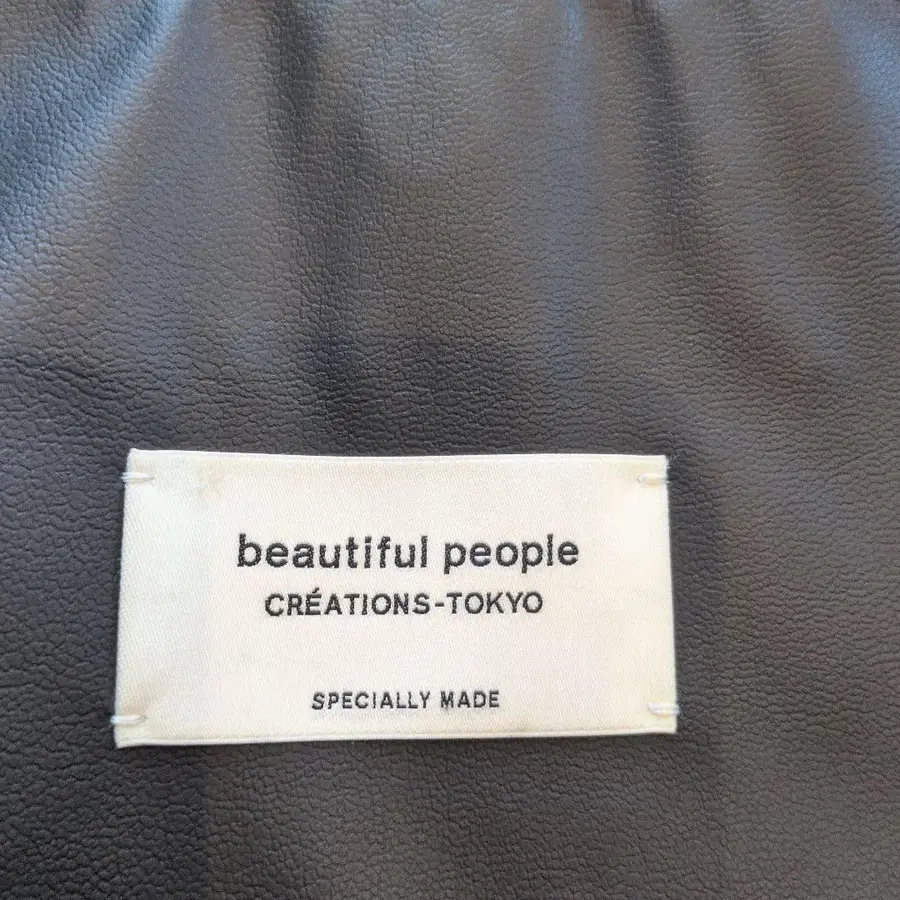 beautiful people
CRÉATIONS-TOKYO
SPECIALLY MADE